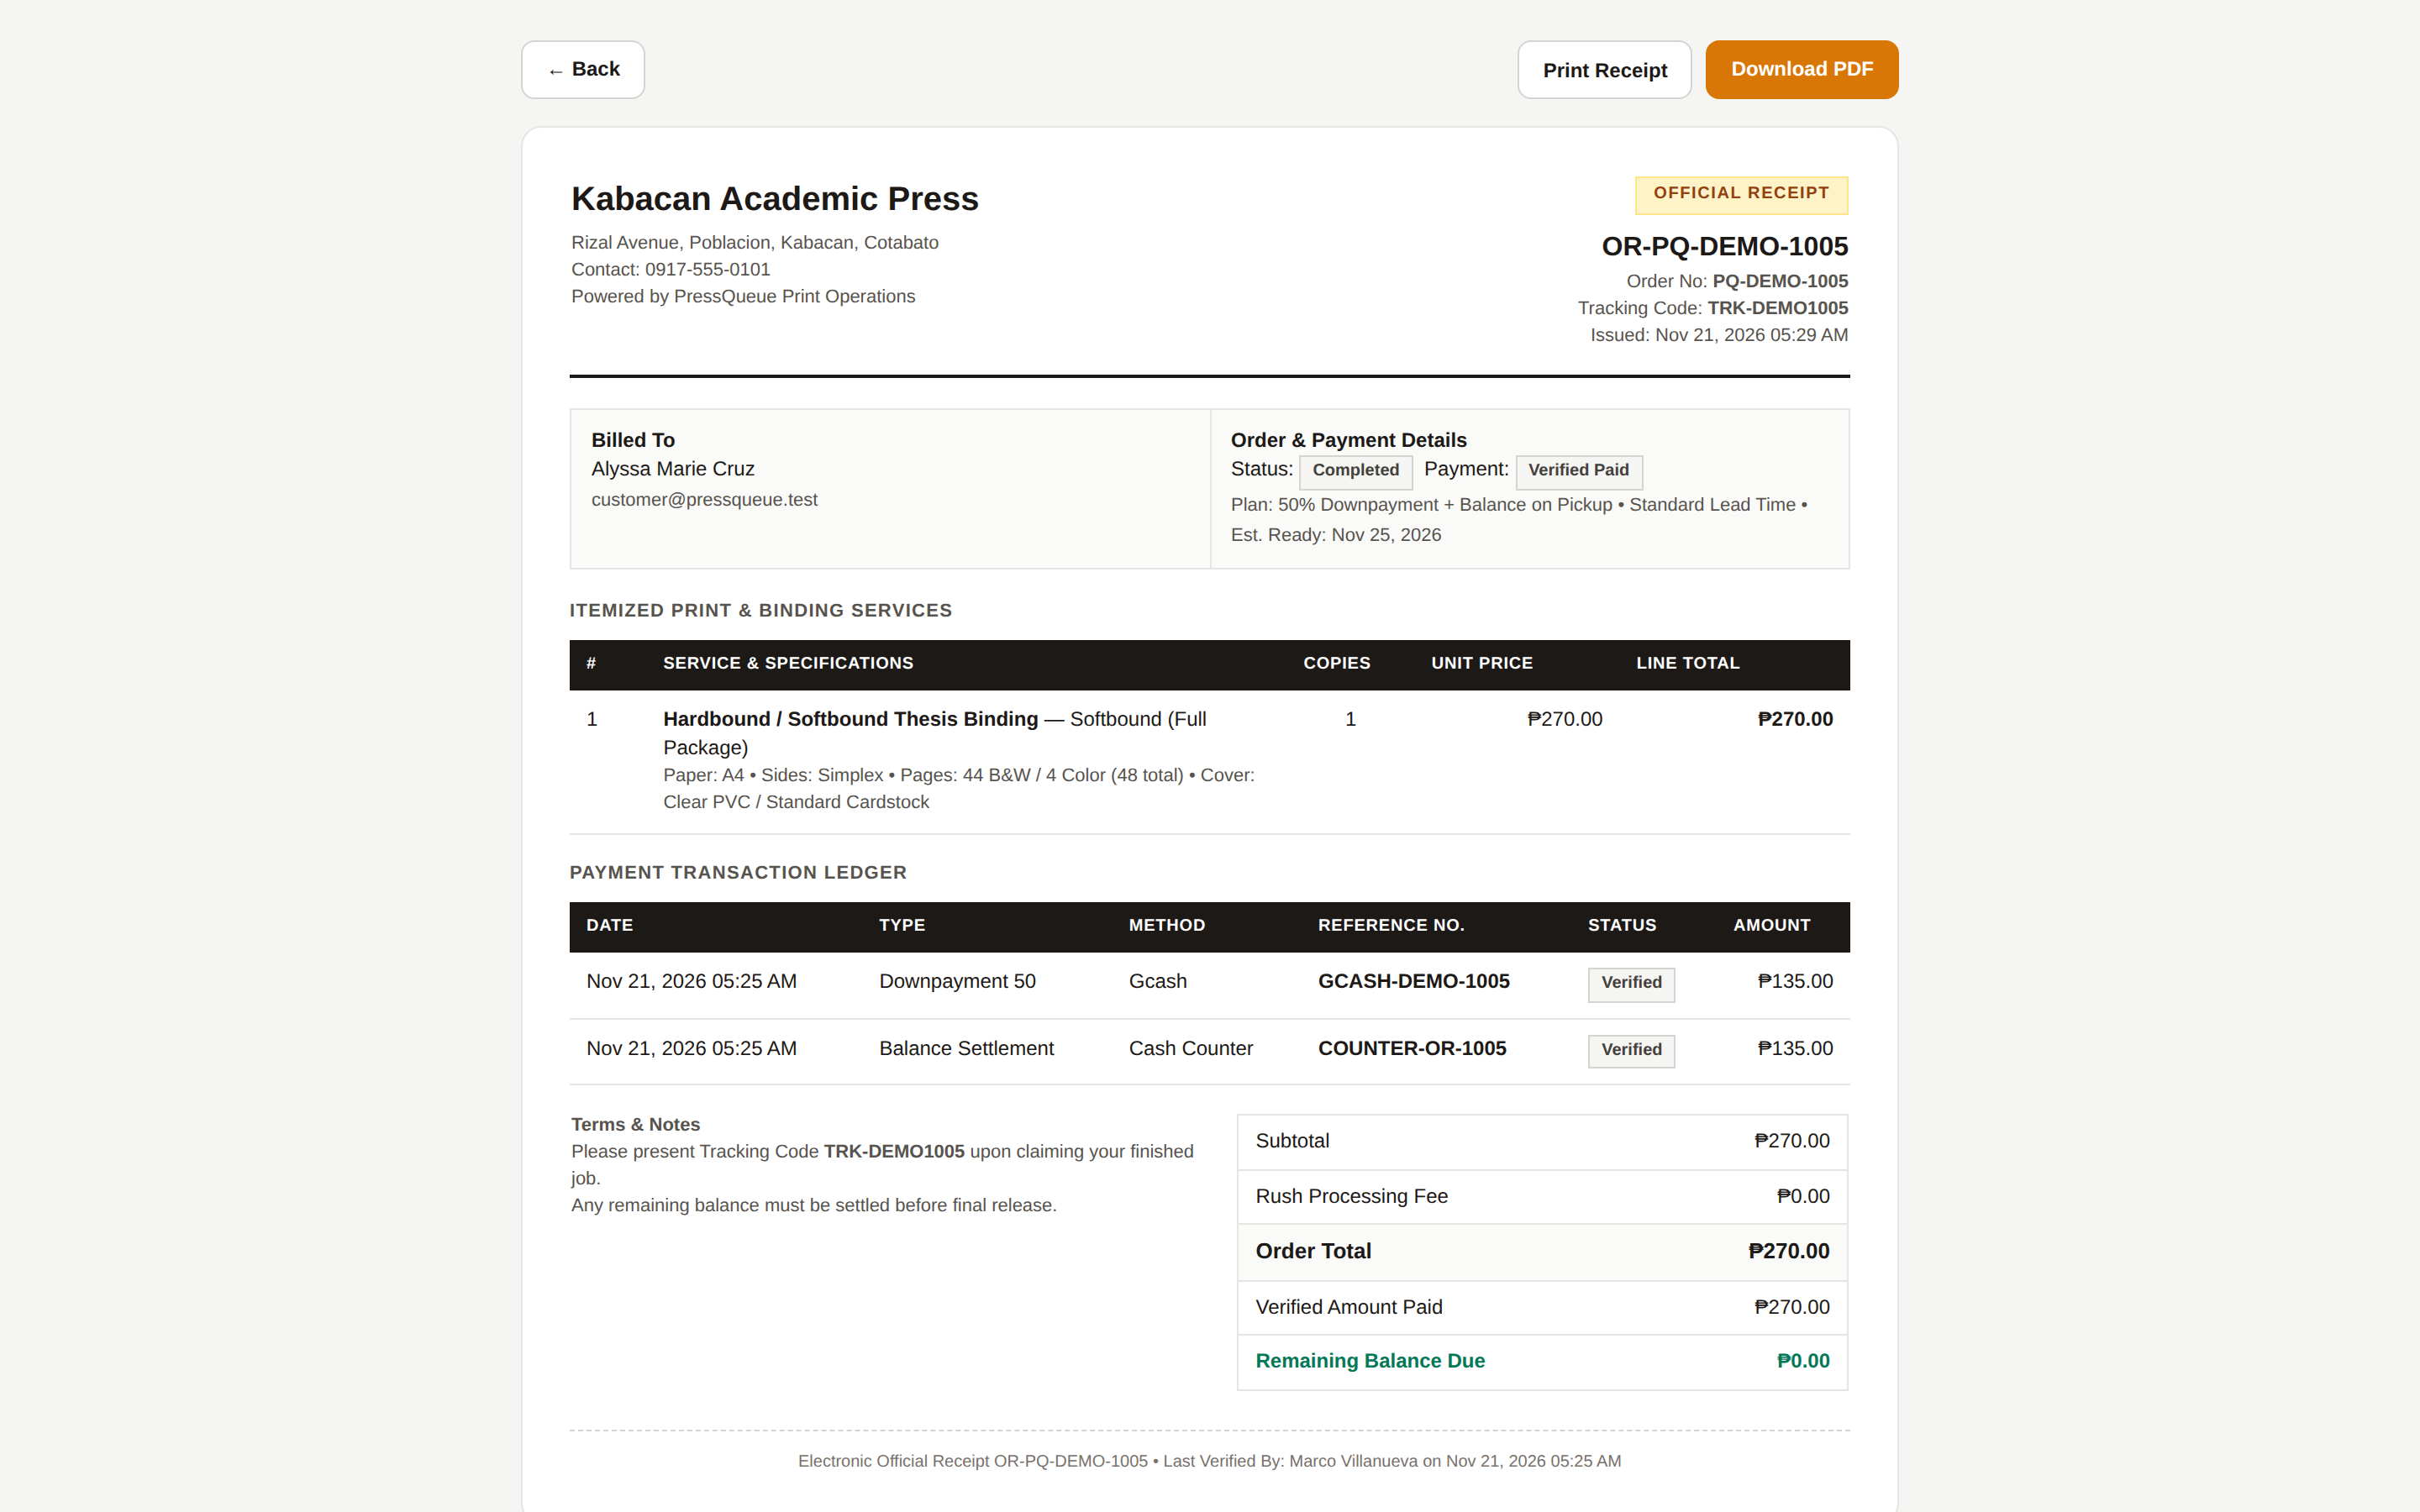 ← Back
Print Receipt
Download PDF
Kabacan Academic Press
Rizal Avenue, Poblacion, Kabacan, Cotabato
Contact: 0917-555-0101
Powered by PressQueue Print Operations
OFFICIAL RECEIPT
OR-PQ-DEMO-1005
Order No: PQ-DEMO-1005
Tracking Code: TRK-DEMO1005
Issued: Nov 21, 2026 05:29 AM
Billed To
Alyssa Marie Cruz
customer@pressqueue.test
Order & Payment Details
Status: Completed Payment: Verified Paid
Plan: 50% Downpayment + Balance on Pickup • Standard Lead Time •
Est. Ready: Nov 25, 2026
ITEMIZED PRINT & BINDING SERVICES
# SERVICE & SPECIFICATIONS COPIES UNIT PRICE LINE TOTAL
1 Hardbound / Softbound Thesis Binding — Softbound (Full 1 ₱270.00 ₱270.00
Package)
Paper: A4 • Sides: Simplex • Pages: 44 B&W / 4 Color (48 total) • Cover:
Clear PVC / Standard Cardstock
PAYMENT TRANSACTION LEDGER
DATE TYPE METHOD REFERENCE NO. STATUS AMOUNT
Nov 21, 2026 05:25 AM Downpayment 50 Gcash GCASH-DEMO-1005 Verified ₱135.00
Nov 21, 2026 05:25 AM Balance Settlement Cash Counter COUNTER-OR-1005 Verified ₱135.00
Terms & Notes
Please present Tracking Code TRK-DEMO1005 upon claiming your finished
job.
Any remaining balance must be settled before final release.
Subtotal ₱270.00
Rush Processing Fee ₱0.00
Order Total ₱270.00
Verified Amount Paid ₱270.00
Remaining Balance Due ₱0.00
Electronic Official Receipt OR-PQ-DEMO-1005 • Last Verified By: Marco Villanueva on Nov 21, 2026 05:25 AM